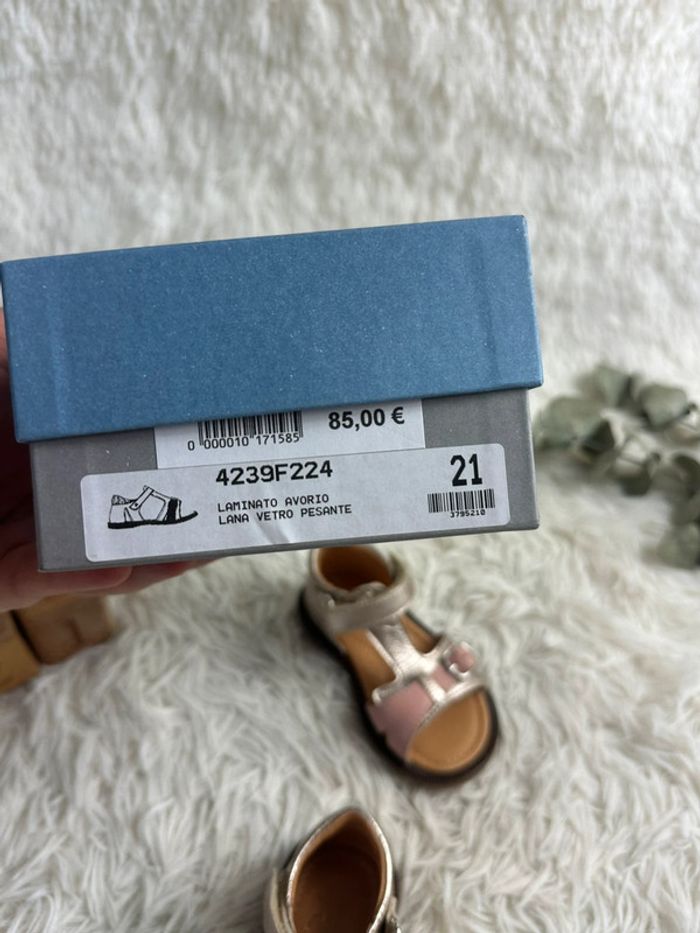 85,00 €
0 000010 171585
4239F224
21
LAMINATO AVORIO
LANA VETRO PESANTE
3795210